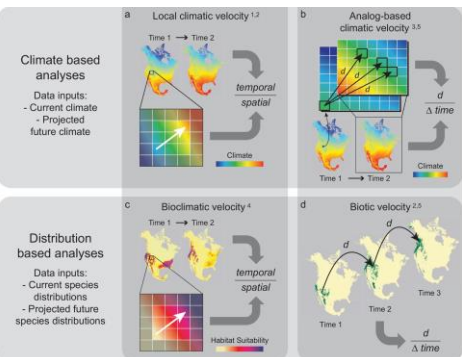 Climate based
analyses
Data inputs:
- Current climate
- Projected
future climate
a Local climatic velocity 1,2
Time 1 → Time 2
temporal
spatial
Climate
b Analog-based
climatic velocity 3,5
d
d
d
d
Δ time
Time 1 → Time 2
Climate
Distribution
based analyses
Data inputs:
- Current species
distributions
- Projected future
species distributions
c Bioclimatic velocity 4
Time 1 → Time 2
temporal
spatial
Habitat Suitability
d Biotic velocity 2,5
d
d
Time 1
Time 2
Time 3
d
Δ time